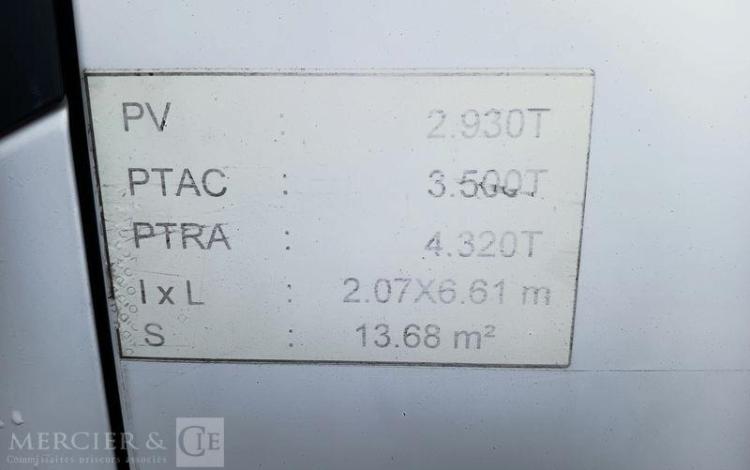 PV : 2.930T
PTAC : 3.500T
PTRA : 4.320T
l x L : 2.07X6.61 m
S : 13.68 m²
MERCIER & CIE
Commissaires priseurs associés